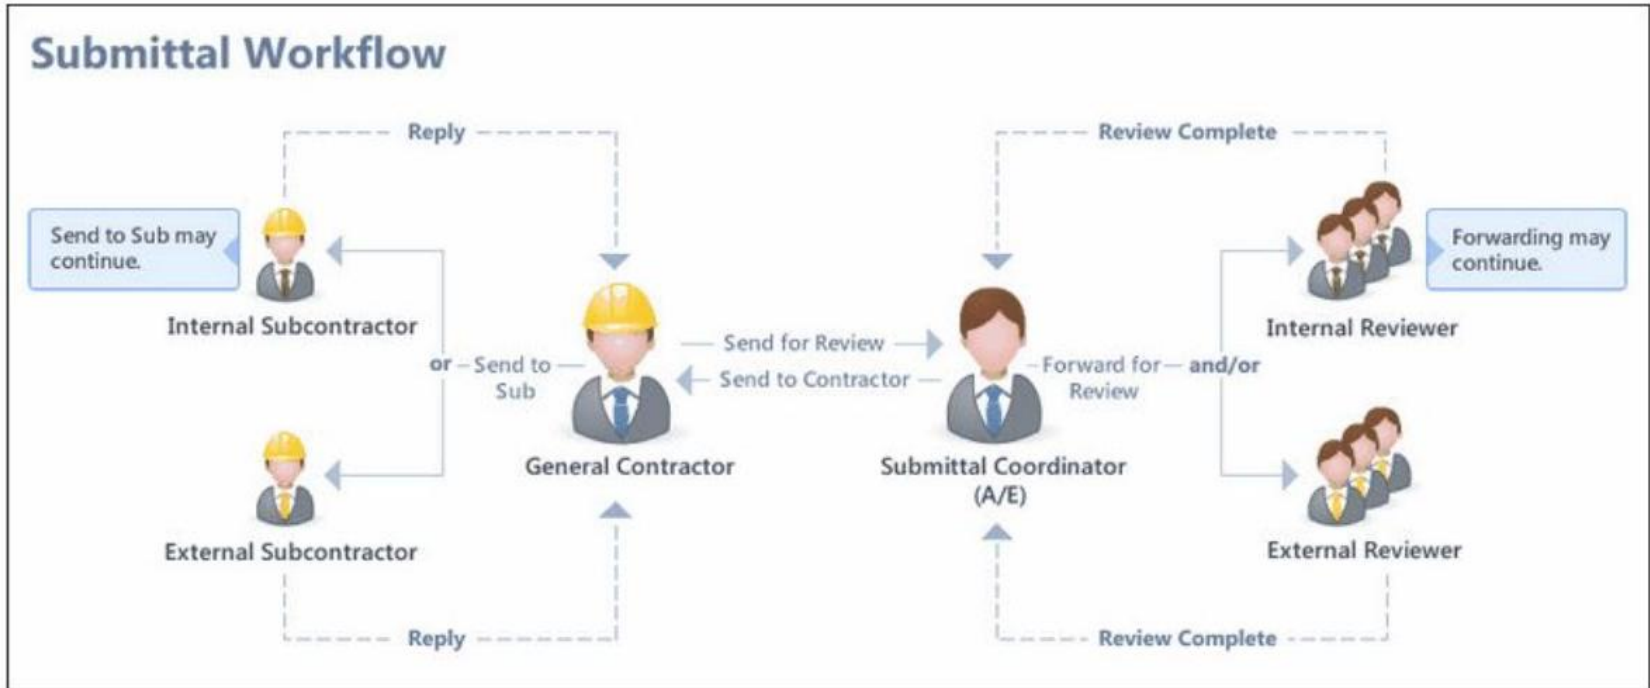 Submittal Workflow
Reply
Review Complete
Send to Sub may
continue.
Forwarding may
continue.
Internal Subcontractor
Internal Reviewer
Send for Review
or
Send to
Sub
Send to Contractor
Forward for
Review
and/or
General Contractor
Submittal Coordinator
(A/E)
External Subcontractor
External Reviewer
Reply
Review Complete